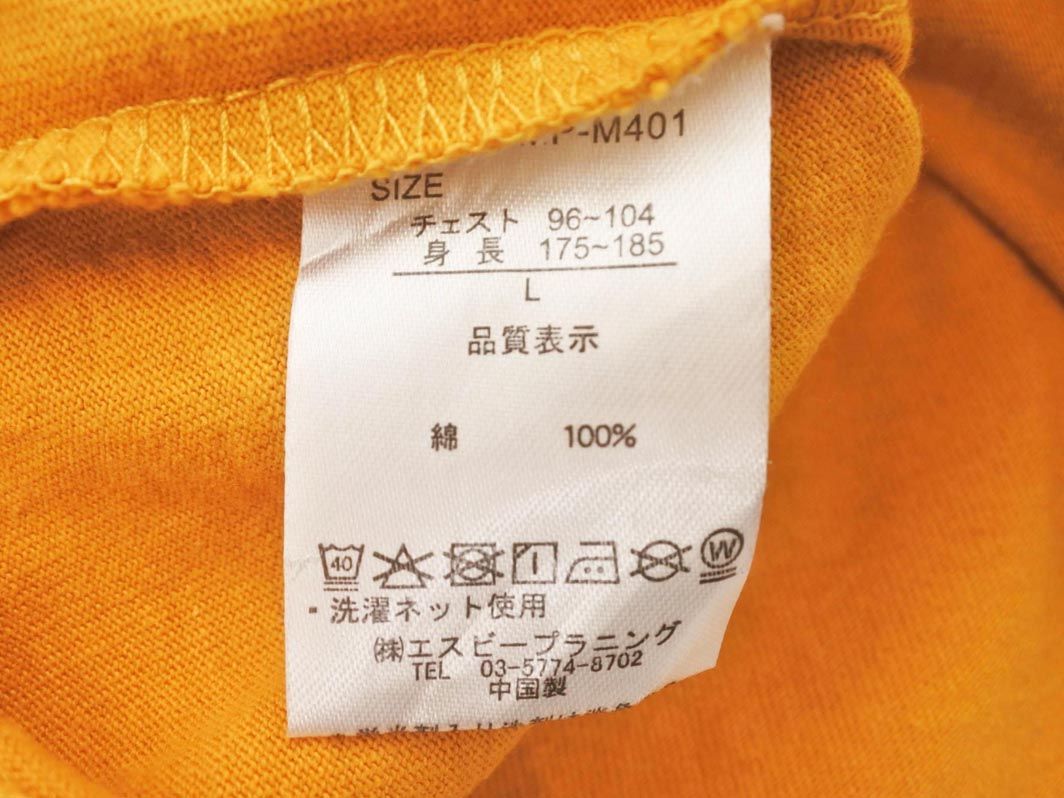 MP-M401
SIZE
チェスト 96~104
身長 175~185
L
品質表示
綿 100%
40 W
・洗濯ネット使用
㈱エスビープラニング
TEL 03-5774-8702
中国製